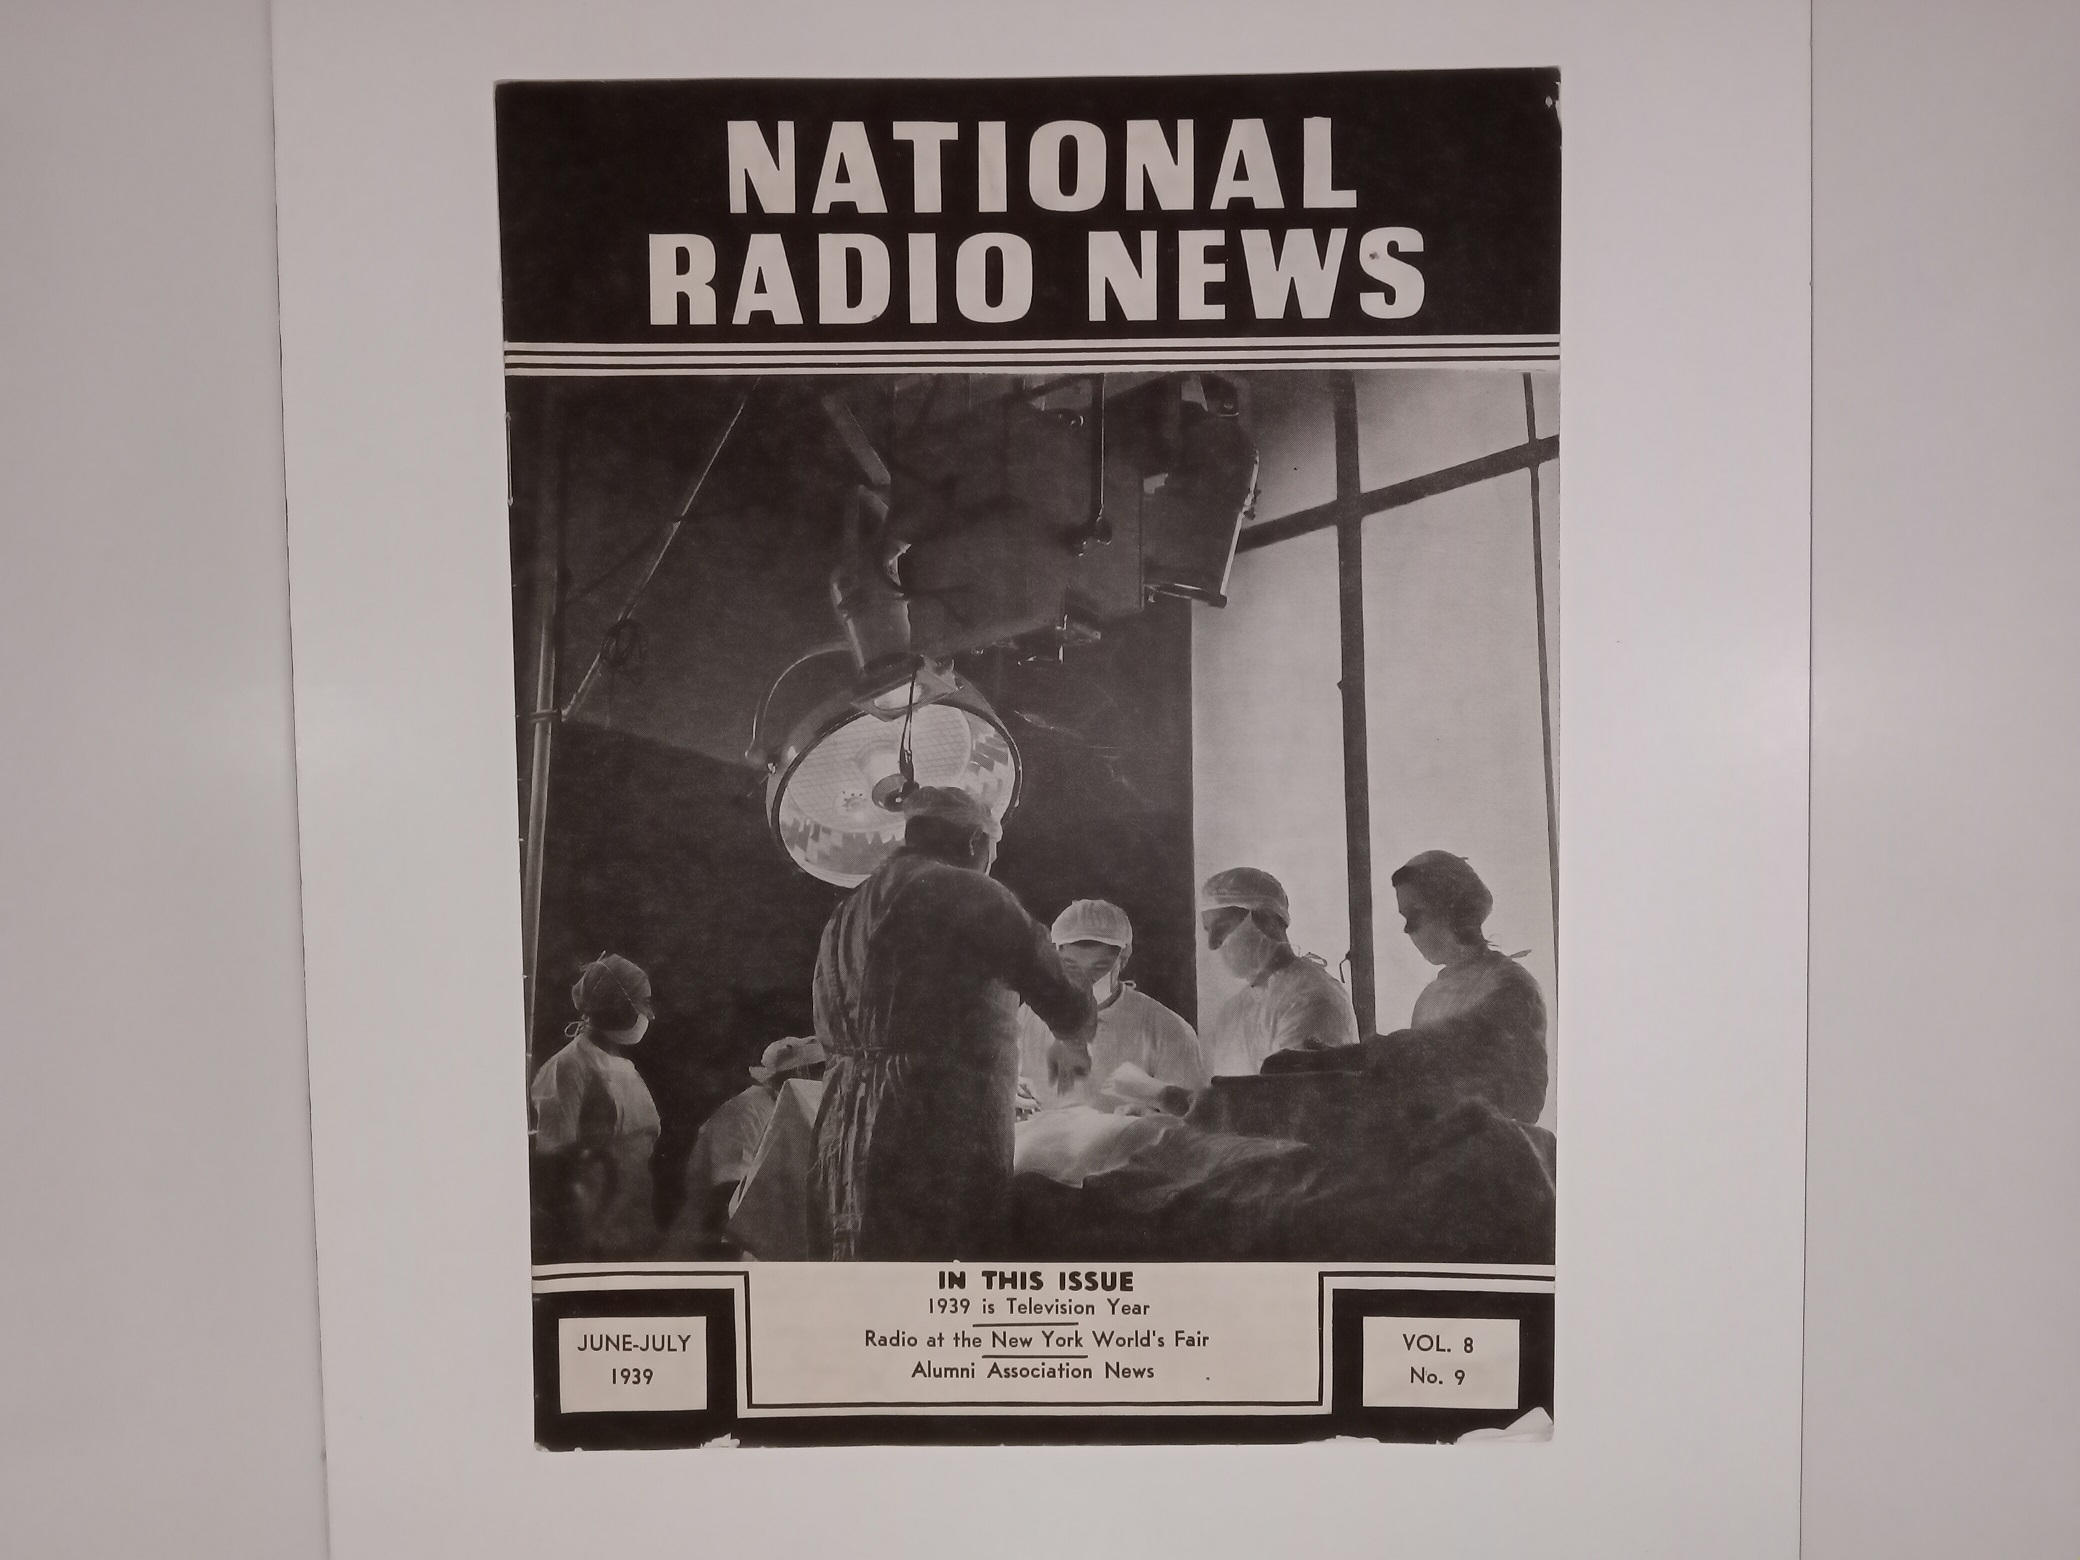 NATIONAL
RADIO NEWS
IN THIS ISSUE
1939 is Television Year
Radio at the New York World's Fair
Alumni Association News
JUNE-JULY
1939
VOL. 8
No. 9